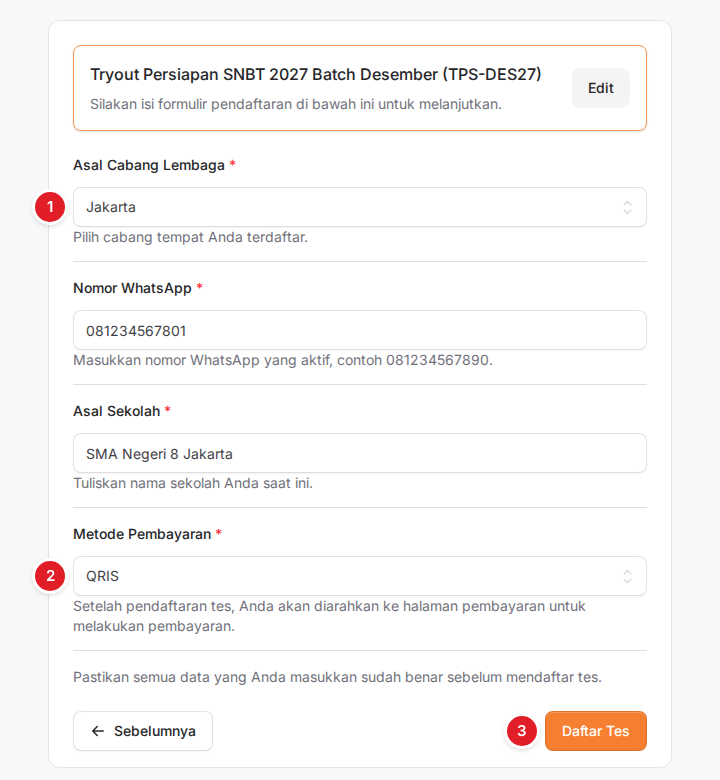 Tryout Persiapan SNBT 2027 Batch Desember (TPS-DES27)
Silakan isi formulir pendaftaran di bawah ini untuk melanjutkan.
Edit
Asal Cabang Lembaga *
1
Jakarta
Pilih cabang tempat Anda terdaftar.
Nomor WhatsApp *
081234567801
Masukkan nomor WhatsApp yang aktif, contoh 081234567890.
Asal Sekolah *
SMA Negeri 8 Jakarta
Tuliskan nama sekolah Anda saat ini.
Metode Pembayaran *
2
QRIS
Setelah pendaftaran tes, Anda akan diarahkan ke halaman pembayaran untuk
melakukan pembayaran.
Pastikan semua data yang Anda masukkan sudah benar sebelum mendaftar tes.
← Sebelumnya
3
Daftar Tes